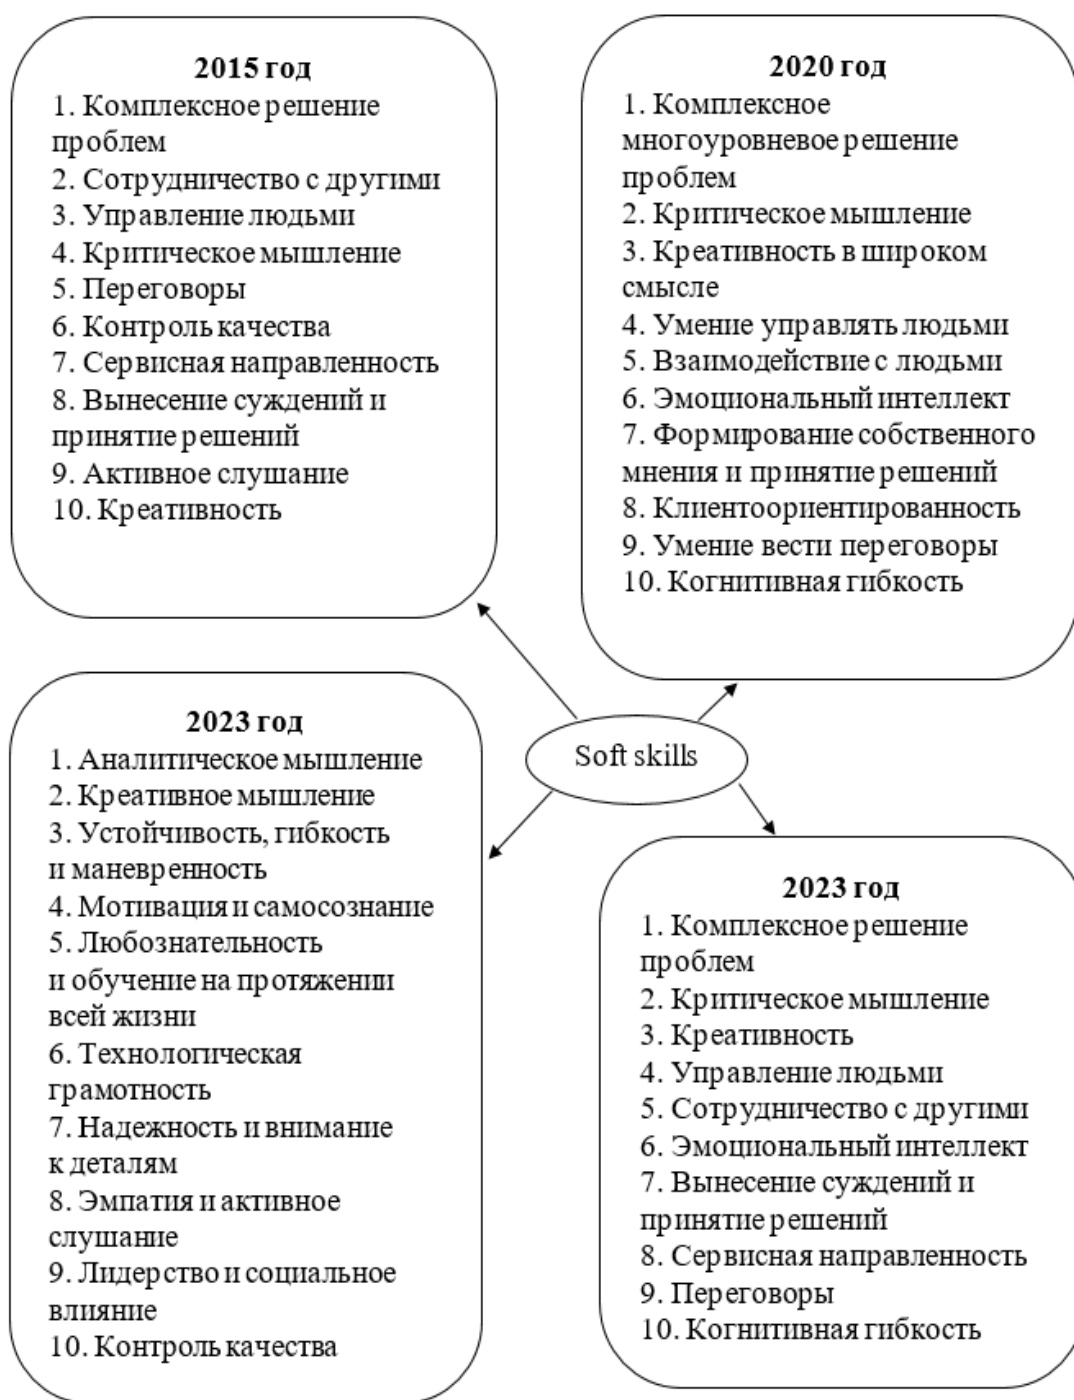 2015 год
1. Комплексное решение
проблем
2. Сотрудничество с другими
3. Управление людьми
4. Критическое мышление
5. Переговоры
6. Контроль качества
7. Сервисная направленность
8. Вынесение суждений и
принятие решений
9. Активное слушание
10. Креативность
2020 год
1. Комплексное
многоуровневое решение
проблем
2. Критическое мышление
3. Креативность в широком
смысле
4. Умение управлять людьми
5. Взаимодействие с людьми
6. Эмоциональный интеллект
7. Формирование собственного
мнения и принятие решений
8. Клиентоориентированность
9. Умение вести переговоры
10. Когнитивная гибкость
Soft skills
2023 год
1. Аналитическое мышление
2. Креативное мышление
3. Устойчивость, гибкость
и маневренность
4. Мотивация и самосознание
5. Любознательность
и обучение на протяжении
всей жизни
6. Технологическая
грамотность
7. Надежность и внимание
к деталям
8. Эмпатия и активное
слушание
9. Лидерство и социальное
влияние
10. Контроль качества
2023 год
1. Комплексное решение
проблем
2. Критическое мышление
3. Креативность
4. Управление людьми
5. Сотрудничество с другими
6. Эмоциональный интеллект
7. Вынесение суждений и
принятие решений
8. Сервисная направленность
9. Переговоры
10. Когнитивная гибкость